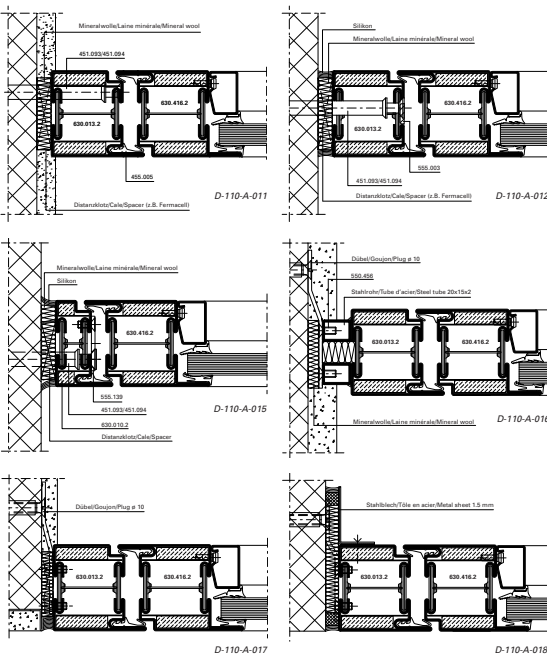 Mineralwolle/Laine minérale/Mineral wool
451.093/451.094
630.416.2
630.013.2
455.005
Distanzklotz/Cale/Spacer (z.B. Fermacell)
D-110-A-011
Silikon
Mineralwolle/Laine minérale/Mineral wool
630.416.2
630.013.2
555.003
451.093/451.094
Distanzklotz/Cale/Spacer (z.B. Fermacell)
D-110-A-012
Mineralwolle/Laine minérale/Mineral wool
Silikon
630.416.2
555.139
451.093/451.094
630.010.2
Distanzklotz/Cale/Spacer
D-110-A-015
Dübel/Goujon/Plug ø 10
550.456
Stahlrohr/Tube d'acier/Steel tube 20x15x2
630.013.2
630.416.2
Mineralwolle/Laine minérale/Mineral wool
D-110-A-016
Dübel/Goujon/Plug ø 10
630.013.2
630.416.2
D-110-A-017
Stahlblech/Tôle en acier/Metal sheet 1.5 mm
630.013.2
630.416.2
D-110-A-018